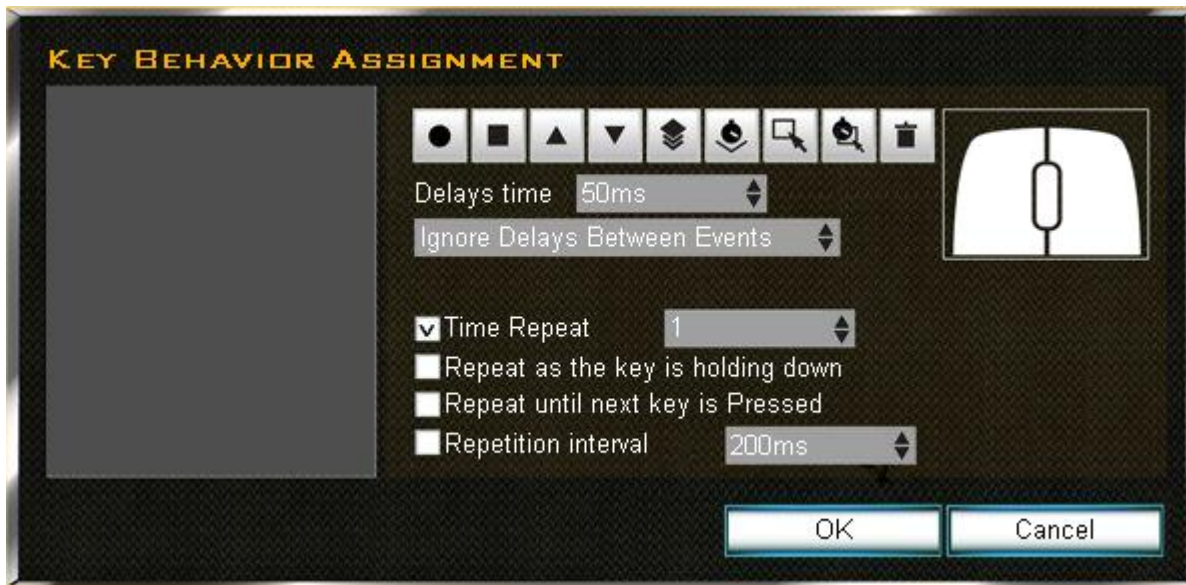 KEY BEHAVIOR ASSIGNMENT
Delays time 50ms
Ignore Delays Between Events
Time Repeat 1
Repeat as the key is holding down
Repeat until next key is Pressed
Repetition interval 200ms
OK Cancel